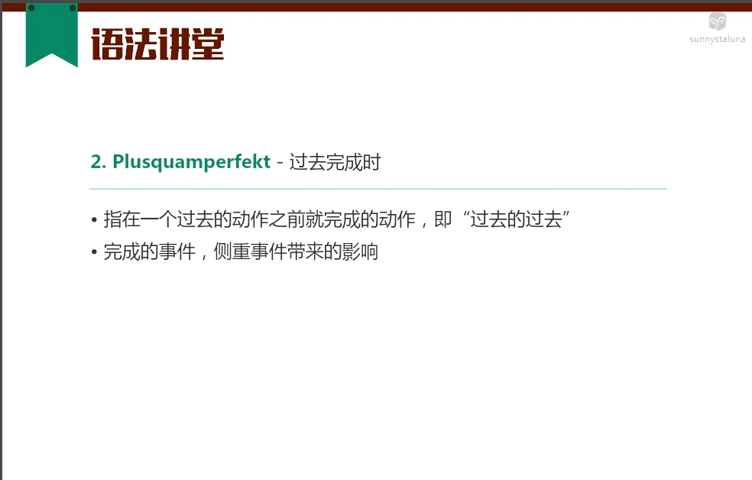 语法讲堂
sunnystaluna
2. Plusquamperfekt - 过去完成时
• 指在一个过去的动作之前就完成的动作，即“过去的过去”
• 完成的事件，侧重事件带来的影响